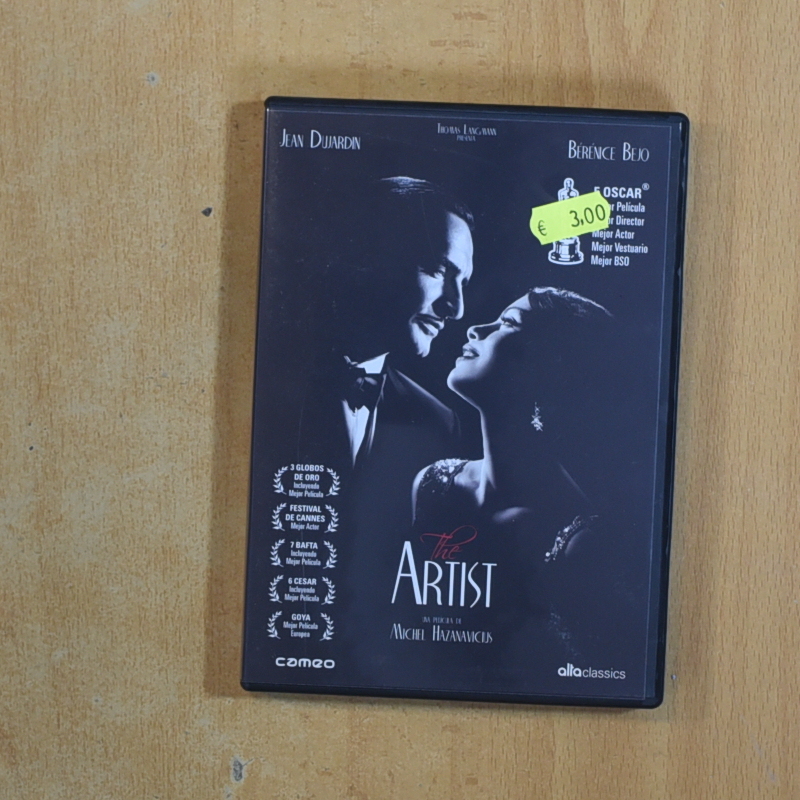 JEAN DUJARDIN
THOMAS LANGMANN
PRESENTA
BÉRÉNICE BEJO
5 OSCAR®
Película
Director
Mejor Actor
Mejor Vestuario
Mejor BSO
€ 3,00
3 GLOBOS
DE ORO
Incluyendo
Mejor Película
FESTIVAL
DE CANNES
Mejor Actor
7 BAFTA
Incluyendo
Mejor Película
6 CESAR
Incluyendo
Mejor Película
GOYA
Mejor Película
Europea
The
ARTIST
UNA PELÍCULA DE
MICHEL HAZANAVICIUS
cameo
altaclassics